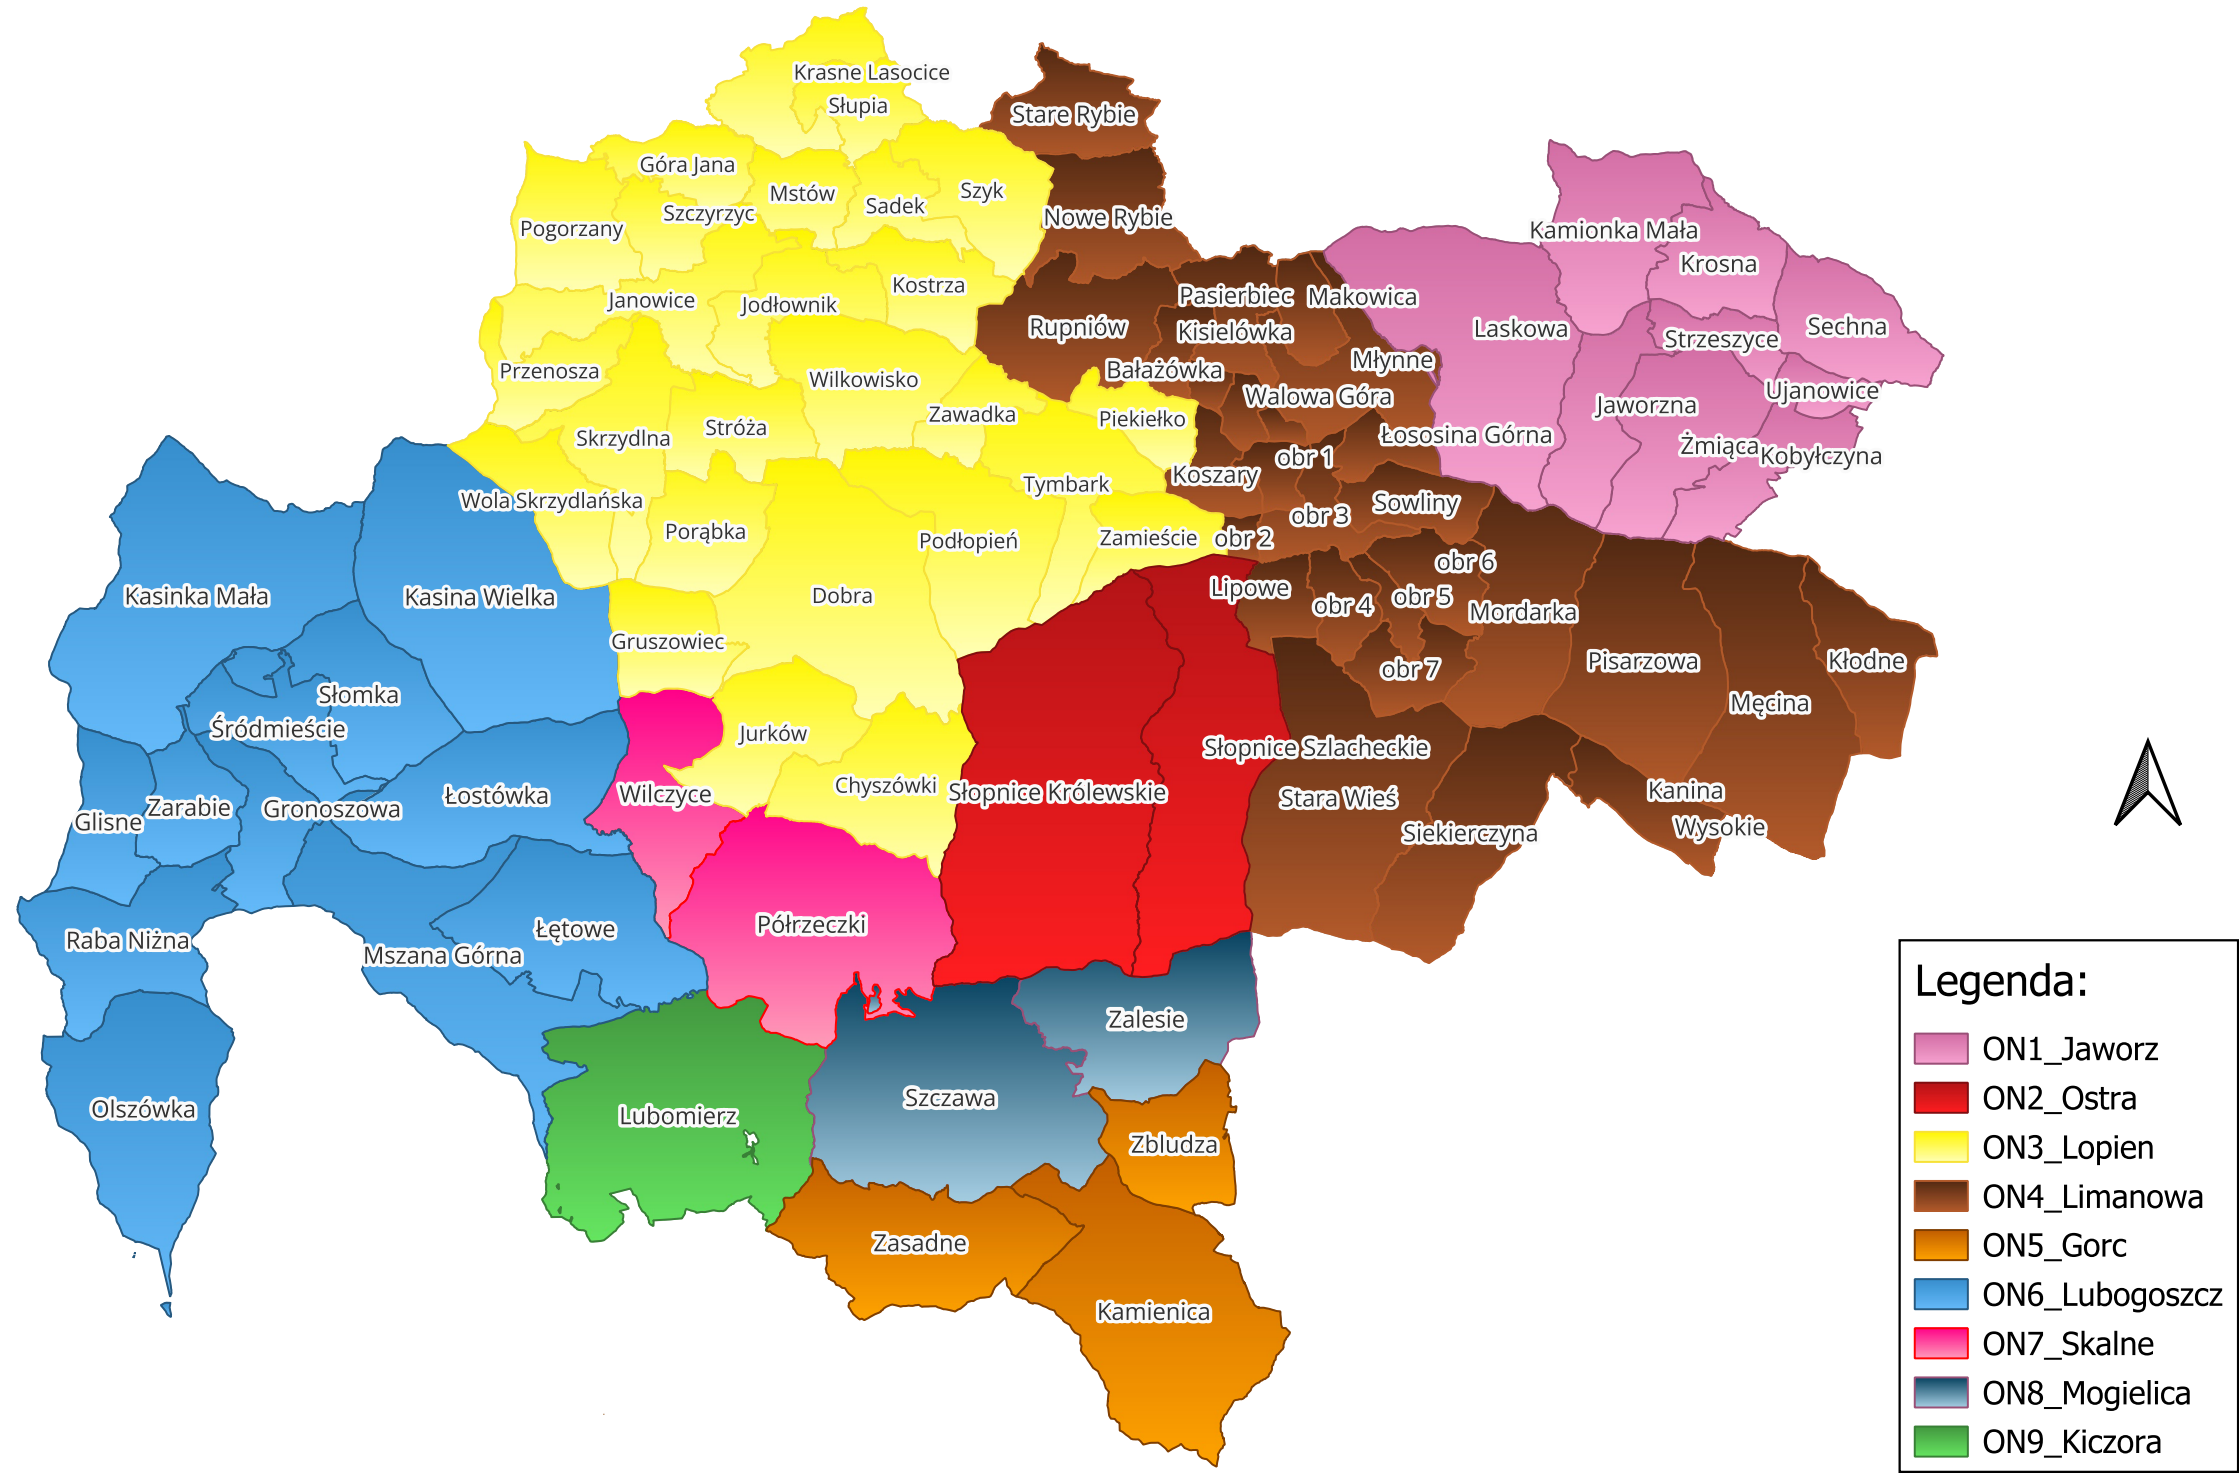 Krasne Lasocice
Słupia
Stare Rybie
Góra Jana
Mstów
Szyk
Sadek
Szczyrzyc
Nowe Rybie
Pogorzany
Kamionka Mała
Krosna
Kostrza
Janowice
Jodłownik
Pasierbiec
Makowica
Rupniów
Kisielówka
Laskowa
Sechna
Strzeszyce
Młynne
Przenosza
Bałażówka
Wilkowisko
Walowa Góra
Ujanowice
Jaworzna
Zawadka
Piekiełko
Stróża
Skrzydlna
Łososina Górna
Żmiąca
Kobyłczyna
obr 1
Koszary
Tymbark
Wola Skrzydlańska
Sowliny
obr 3
Porąbka
Podłopień
Zamieście
obr 2
obr 6
Kasinka Mała
Kasina Wielka
Dobra
Lipowe
obr 4
obr 5
Mordarka
Gruszowiec
obr 7
Pisarzowa
Kłodne
Słomka
Męcina
Śródmieście
Jurków
Słopnice Szlacheckie
Chyszówki
Słopnice Królewskie
Stara Wieś
Kanina
Wilczyce
Łostówka
Zarabie
Gronoszowa
Glisne
Siekierczyna
Wysokie
Półrzeczki
Łętowe
Raba Niżna
Mszana Górna
Zalesie
Szczawa
Olszówka
Lubomierz
Zbludza
Zasadne
Kamienica
Legenda:
ON1_Jaworz
ON2_Ostra
ON3_Lopien
ON4_Limanowa
ON5_Gorc
ON6_Lubogoszcz
ON7_Skalne
ON8_Mogielica
ON9_Kiczora